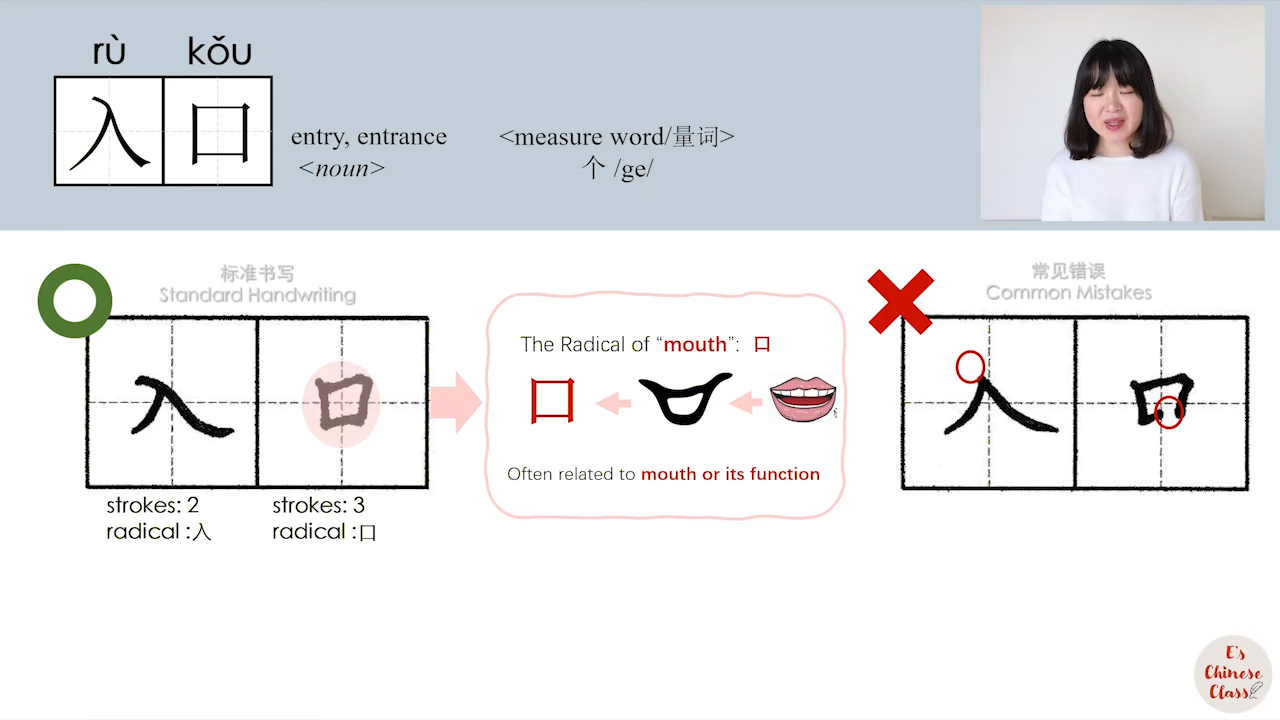 rù kǒu
入口
entry, entrance
<noun>
<measure word/量词>
个 /ge/
标准书写
Standard Handwriting
入口
strokes: 2
radical :入
strokes: 3
radical :口
The Radical of “mouth”: 口
口
Often related to mouth or its function
常见错误
Common Mistakes
人口
E's
Chinese
Class